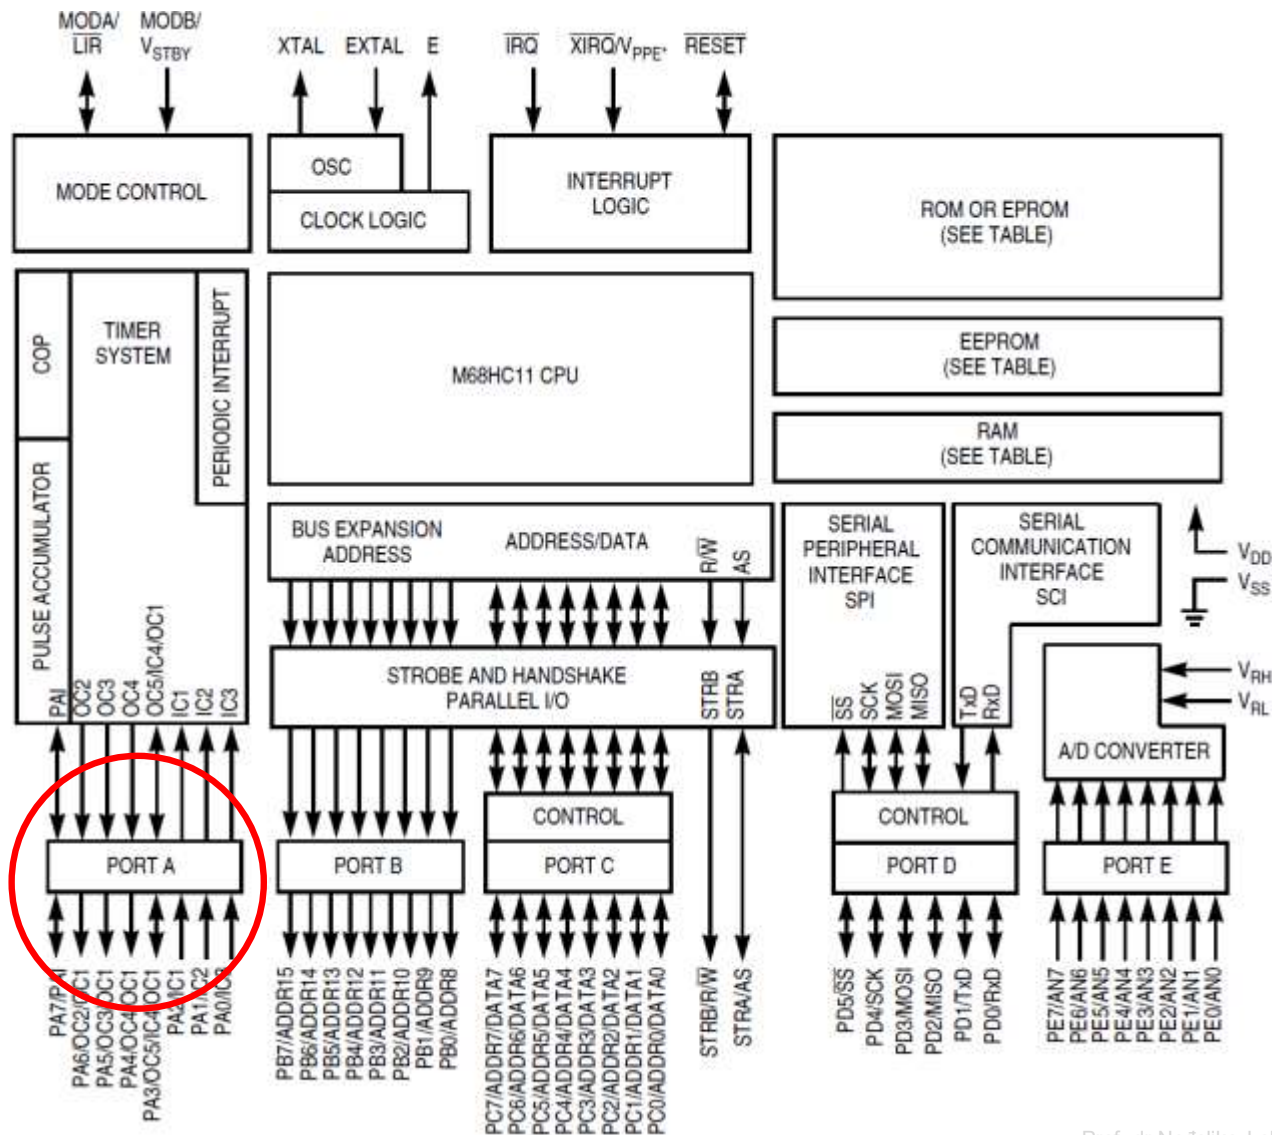 MODA/
LIR
MODB/
VSTBY
XTAL
EXTAL
E
IRQ
XIRQ/VPPE*
RESET
MODE CONTROL
OSC
CLOCK LOGIC
INTERRUPT
LOGIC
ROM OR EPROM
(SEE TABLE)
COP
TIMER
SYSTEM
PERIODIC INTERRUPT
M68HC11 CPU
EEPROM
(SEE TABLE)
RAM
(SEE TABLE)
PULSE ACCUMULATOR
BUS EXPANSION
ADDRESS
ADDRESS/DATA
R/W
AS
SERIAL
PERIPHERAL
INTERFACE
SPI
SERIAL
COMMUNICATION
INTERFACE
SCI
VDD
VSS
PAI
OC2
OC3
OC4
OC5/IC4/OC1
IC1
IC2
IC3
STROBE AND HANDSHAKE
PARALLEL I/O
STRB
STRA
SS
SCK
MOSI
MISO
TxD
RxD
VRH
VRL
A/D CONVERTER
CONTROL
CONTROL
PORT A
PORT B
PORT C
PORT D
PORT E
PA7/PAI
PA6/OC2/OC1
PA5/OC3/OC1
PA4/OC4/OC1
PA3/OC5/IC4/OC1
PA2/IC1
PA1/IC2
PA0/IC3
PB7/ADDR15
PB6/ADDR14
PB5/ADDR13
PB4/ADDR12
PB3/ADDR11
PB2/ADDR10
PB1/ADDR9
PB0/ADDR8
PC7/ADDR7/DATA7
PC6/ADDR6/DATA6
PC5/ADDR5/DATA5
PC4/ADDR4/DATA4
PC3/ADDR3/DATA3
PC2/ADDR2/DATA2
PC1/ADDR1/DATA1
PC0/ADDR0/DATA0
STRB/R/W
STRA/AS
PD5/SS
PD4/SCK
PD3/MOSI
PD2/MISO
PD1/TxD
PD0/RxD
PE7/AN7
PE6/AN6
PE5/AN5
PE4/AN4
PE3/AN3
PE2/AN2
PE1/AN1
PE0/AN0